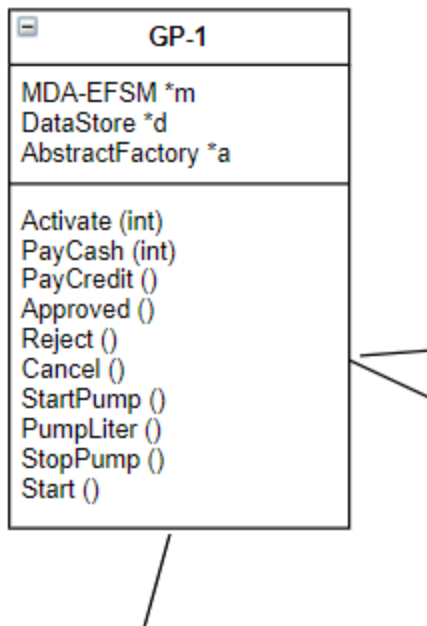 GP-1
MDA-EFSM *m
DataStore *d
AbstractFactory *a
Activate (int)
PayCash (int)
PayCredit ()
Approved ()
Reject ()
Cancel ()
StartPump ()
PumpLiter ()
StopPump ()
Start ()